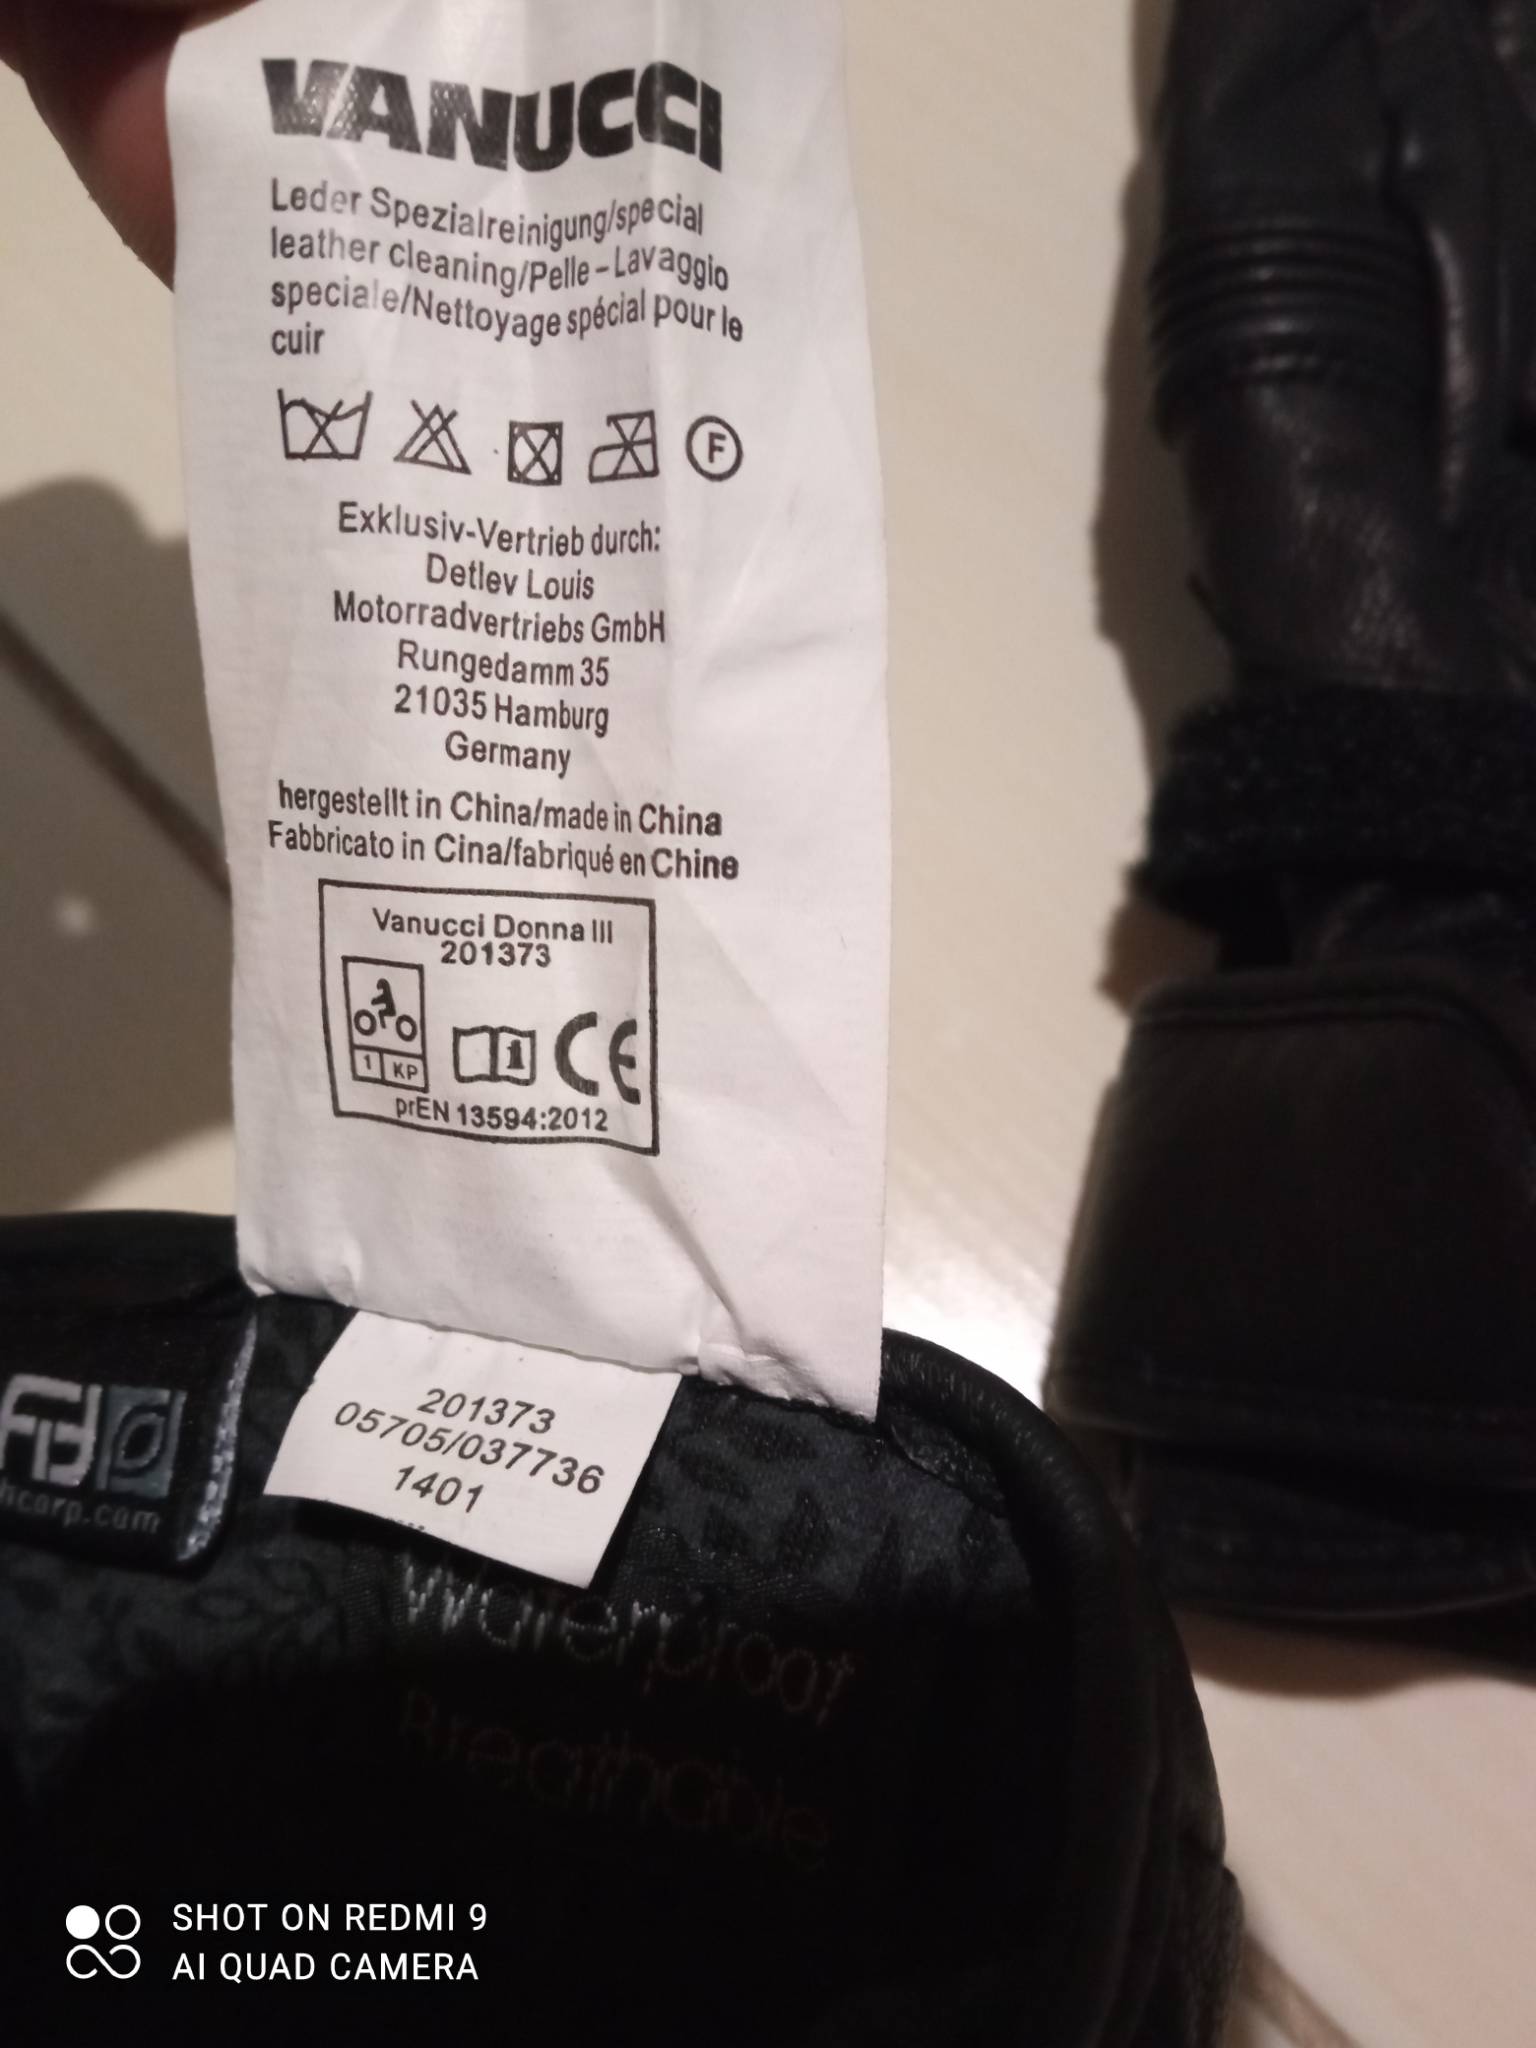 VANUCCI
Leder Spezialreinigung/special
leather cleaning/Pelle-Lavaggio
speciale/Nettoyage spécial pour le
cuir
F
Exklusiv-Vertrieb durch:
Detlev Louis
Motorradvertriebs GmbH
Rungedamm 35
21035 Hamburg
Germany
hergestellt in China/made in China
Fabbricato in Cina/fabriqué en Chine
Vanucci Donna III
201373
1 KP
i CE
prEN 13594:2012
201373
05705/037736
1401
Waterproof
Breathable
SHOT ON REDMI 9
AI QUAD CAMERA